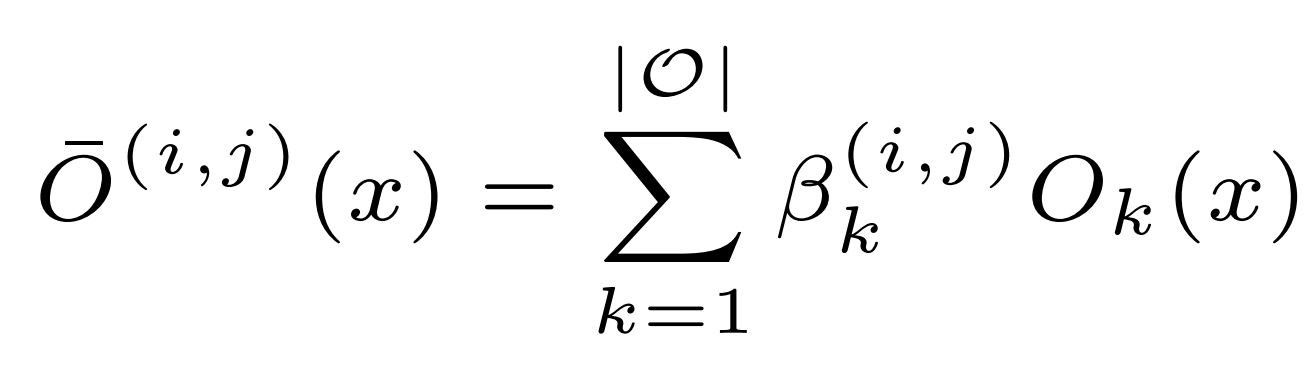 \bar{O}^{(i,j)}(x) = \sum_{k=1}^{|\mathcal{O}|} \beta_k^{(i,j)} O_k(x)